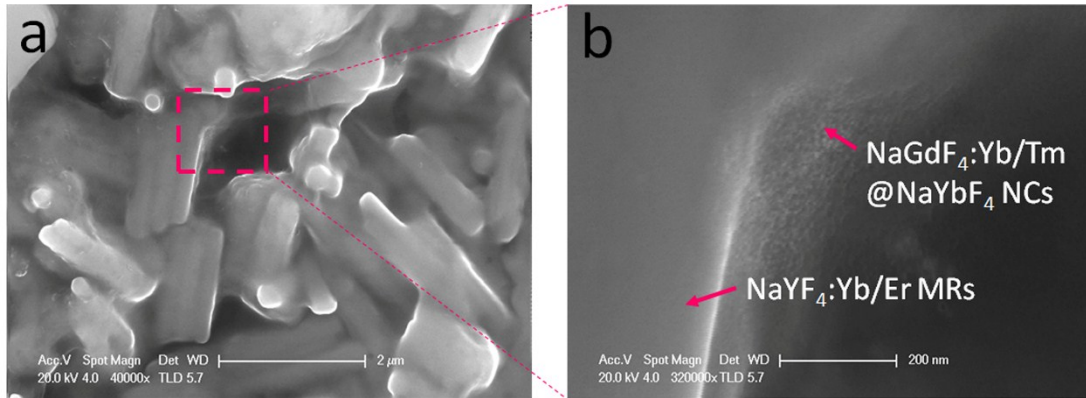 a
b
NaGdF₄:Yb/Tm
@NaYbF₄ NCs
NaYF₄:Yb/Er MRs
Acc.V Spot Magn Det WD 2 μm
20.0 kV 4.0 40000x TLD 5.7
Acc.V Spot Magn Det WD 200 nm
20.0 kV 4.0 320000x TLD 5.7